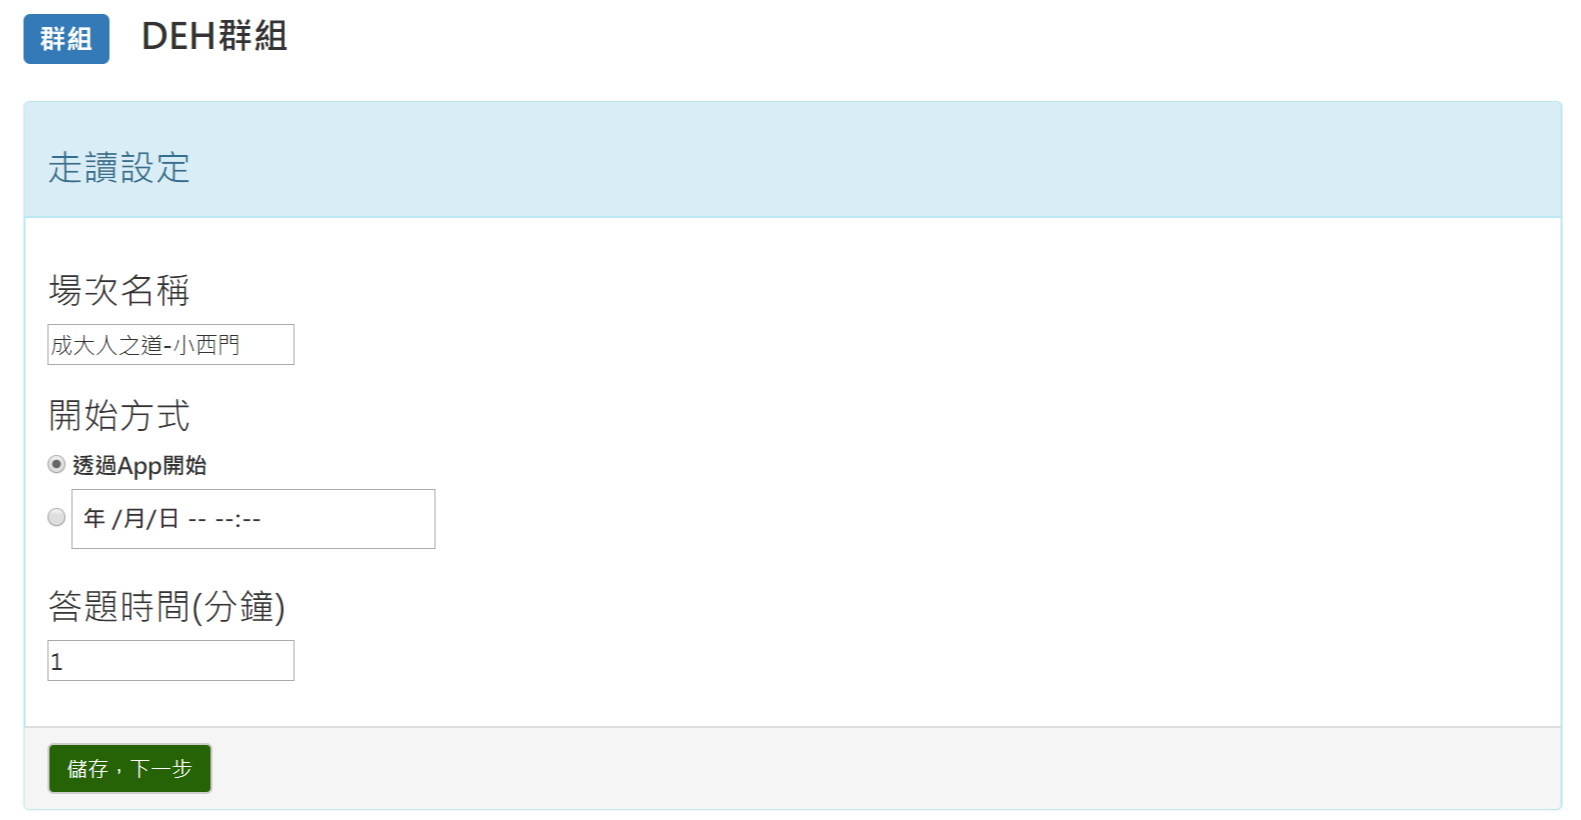 群組 DEH群組
走讀設定
場次名稱
成大人之道-小西門
開始方式
透過App開始
年 /月/日 -- --:--
答題時間(分鐘)
1
儲存，下一步